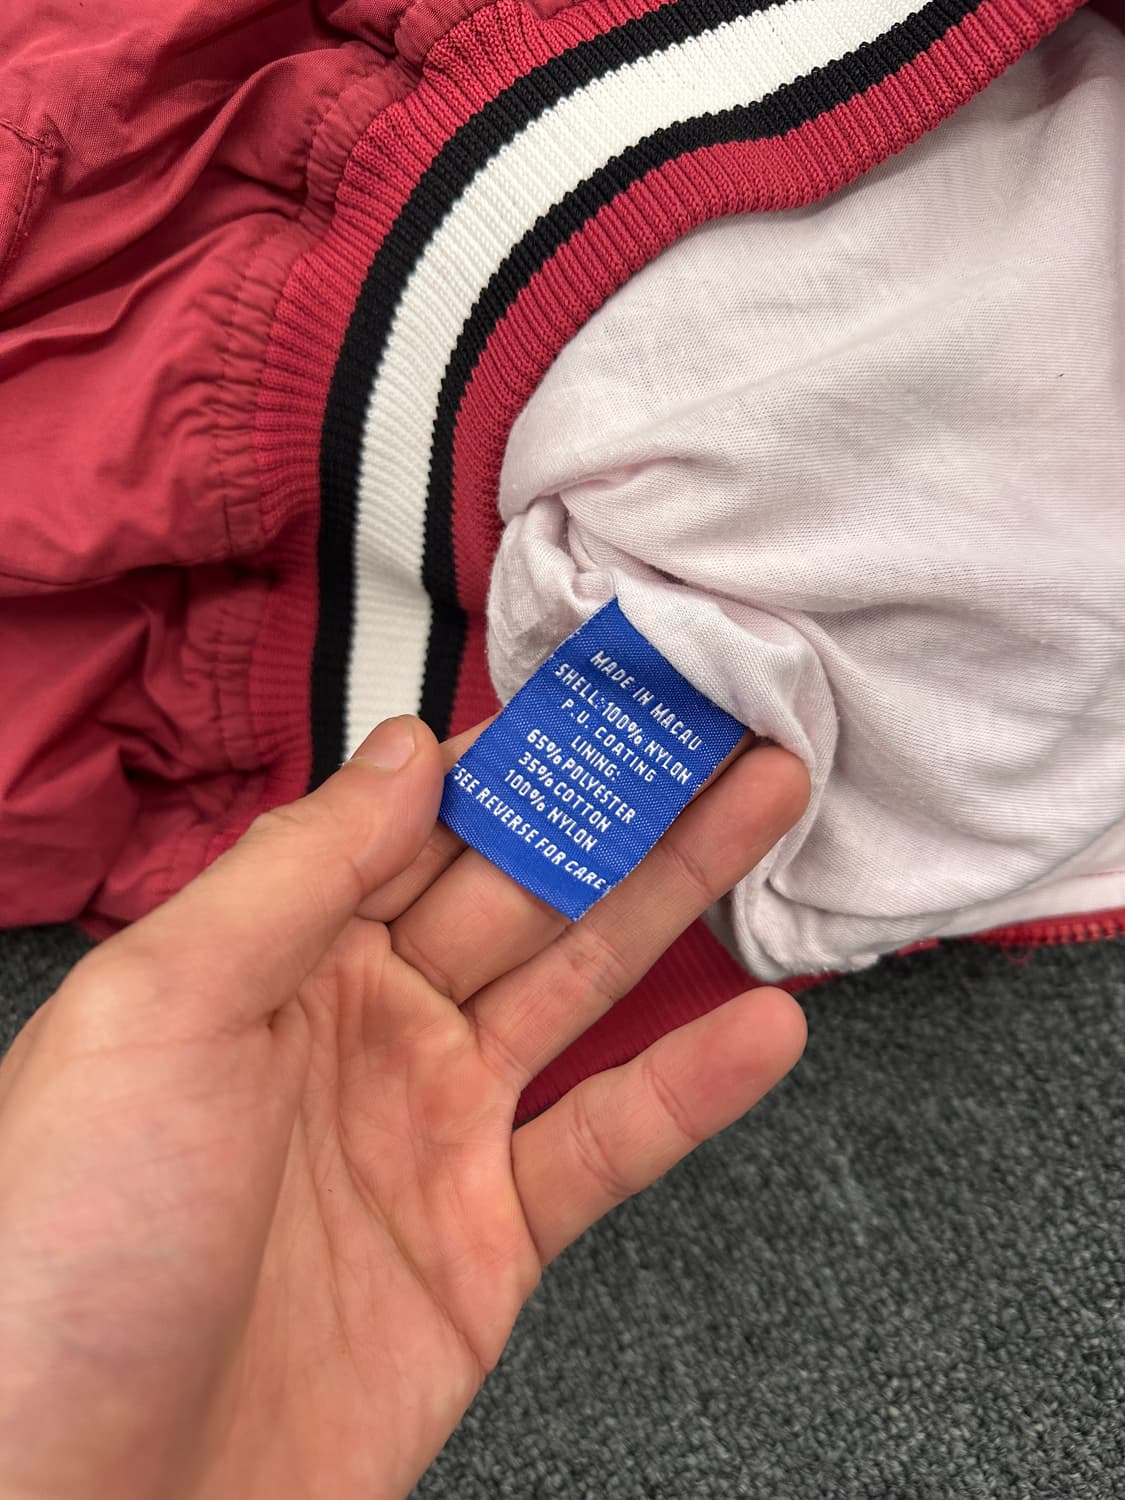 MADE IN MACAU
SHELL:100% NYLON
P.U. COATING
LINING:
65% POLYESTER
35% COTTON
100% NYLON
SEE REVERSE FOR CARE